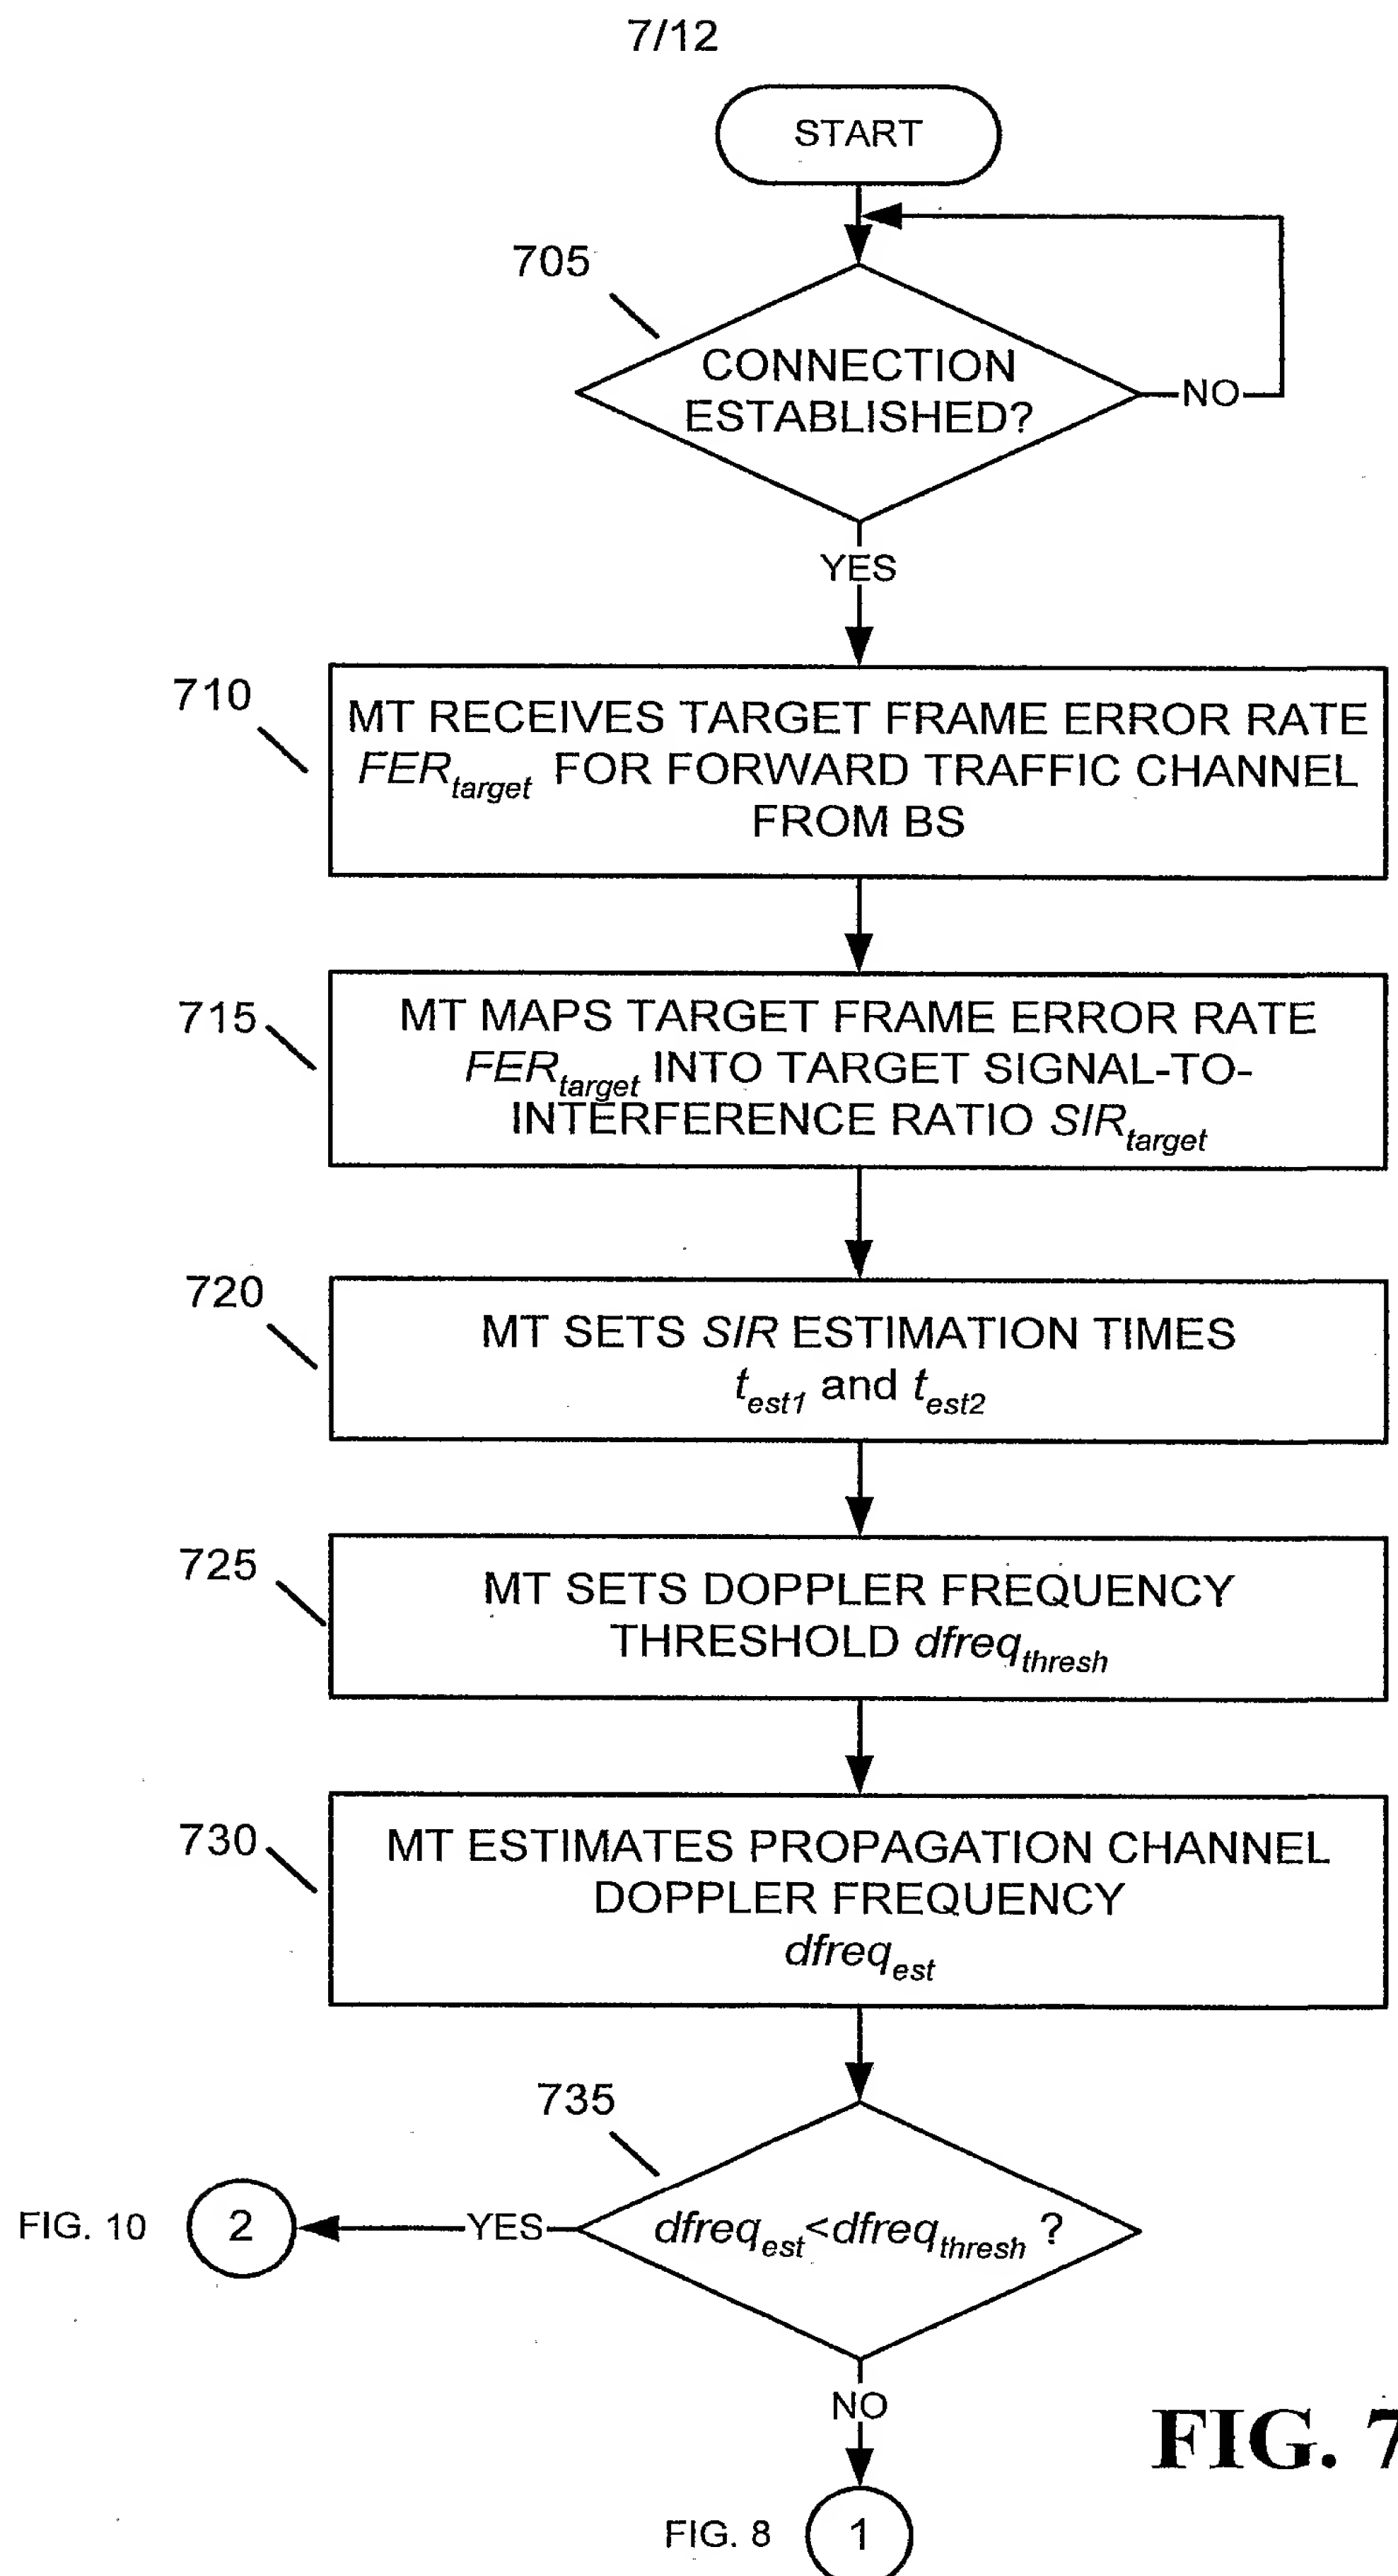 7/12
START
705
CONNECTION
ESTABLISHED?
NO
YES
710
MT RECEIVES TARGET FRAME ERROR RATE
FERtarget FOR FORWARD TRAFFIC CHANNEL
FROM BS
715
MT MAPS TARGET FRAME ERROR RATE
FERtarget INTO TARGET SIGNAL-TO-
INTERFERENCE RATIO SIRtarget
720
MT SETS SIR ESTIMATION TIMES
test1 and test2
725
MT SETS DOPPLER FREQUENCY
THRESHOLD dfreqthresh
730
MT ESTIMATES PROPAGATION CHANNEL
DOPPLER FREQUENCY
dfreqest
735
FIG. 10
2
YES
dfreqest<dfreqthresh ?
NO
FIG. 7
FIG. 8
1